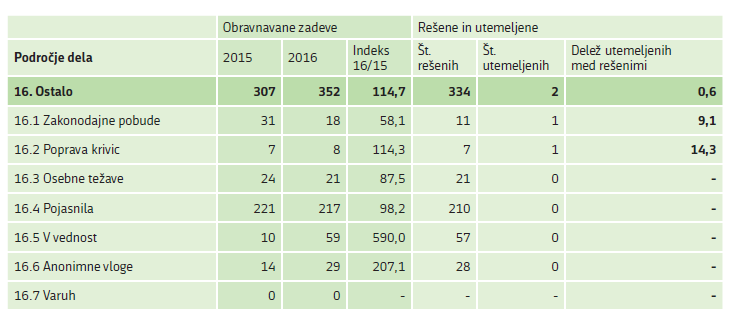 Obravnavane zadeve Rešene in utemeljene
Področje dela 2015 2016 Indeks 16/15 Št. rešenih Št. utemeljenih Delež utemeljenih med rešenimi
16. Ostalo 307 352 114,7 334 2 0,6
16.1 Zakonodajne pobude 31 18 58,1 11 1 9,1
16.2 Poprava krivic 7 8 114,3 7 1 14,3
16.3 Osebne težave 24 21 87,5 21 0 -
16.4 Pojasnila 221 217 98,2 210 0 -
16.5 V vednost 10 59 590,0 57 0 -
16.6 Anonimne vloge 14 29 207,1 28 0 -
16.7 Varuh 0 0 - - - -